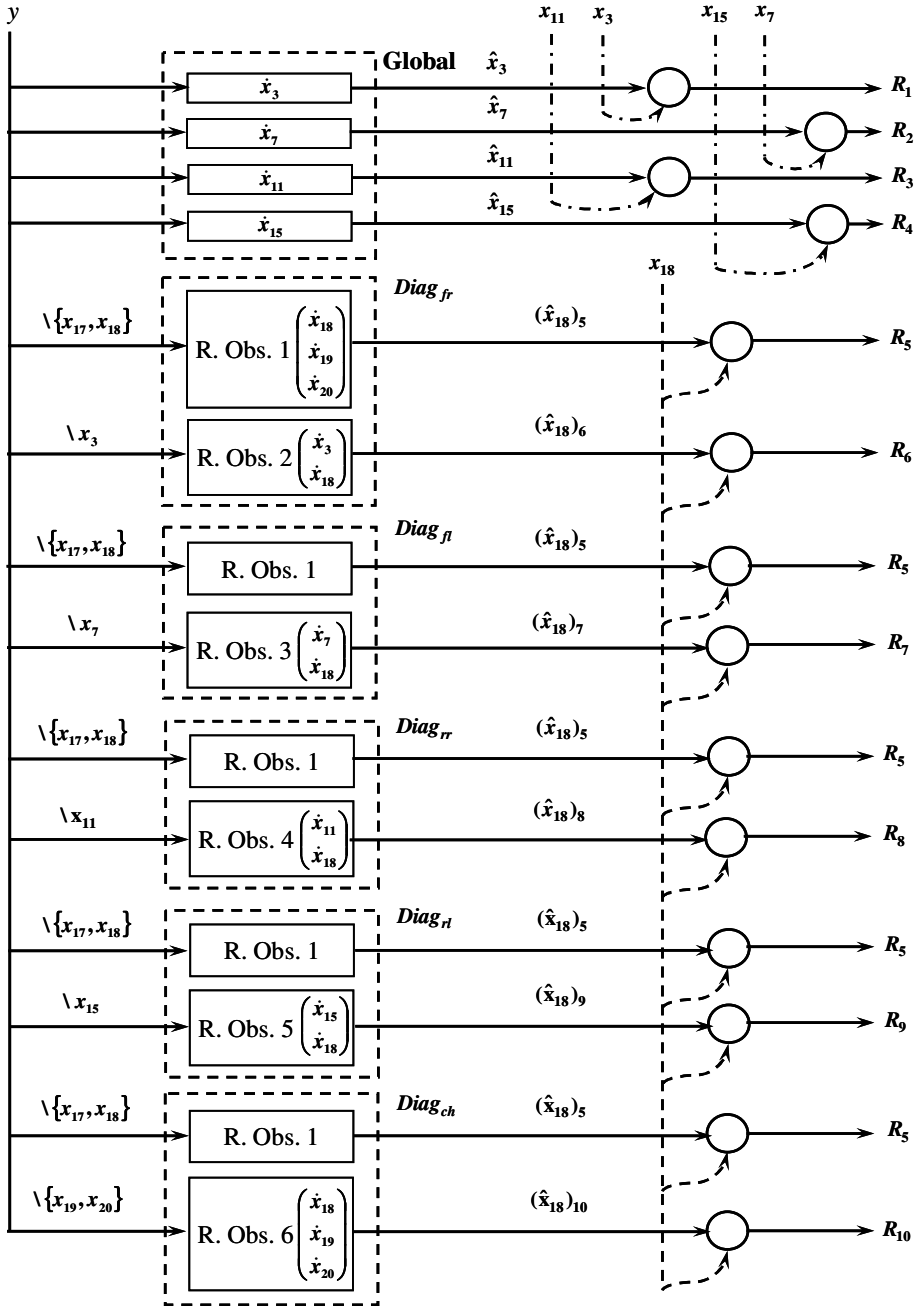 y x₁₁ x₃ x₁₅ x₇
Global
ẋ₃ x̂₃ R₁
ẋ₇ x̂₇ R₂
ẋ₁₁ x̂₁₁ R₃
ẋ₁₅ x̂₁₅ R₄
x₁₈
Diag_fr
\{x₁₇,x₁₈} R. Obs. 1 (ẋ₁₈ ẋ₁₉ ẋ₂₀) (x̂₁₈)₅ R₅
\ x₃ R. Obs. 2 (ẋ₃ ẋ₁₈) (x̂₁₈)₆ R₆
Diag_fl
\{x₁₇,x₁₈} R. Obs. 1 (x̂₁₈)₅ R₅
\ x₇ R. Obs. 3 (ẋ₇ ẋ₁₈) (x̂₁₈)₇ R₇
Diag_rr
\{x₁₇,x₁₈} R. Obs. 1 (x̂₁₈)₅ R₅
\ x₁₁ R. Obs. 4 (ẋ₁₁ ẋ₁₈) (x̂₁₈)₈ R₈
Diag_rl
\{x₁₇,x₁₈} R. Obs. 1 (x̂₁₈)₅ R₅
\ x₁₅ R. Obs. 5 (ẋ₁₅ ẋ₁₈) (x̂₁₈)₉ R₉
Diag_ch
\{x₁₇,x₁₈} R. Obs. 1 (x̂₁₈)₅ R₅
\{x₁₉,x₂₀} R. Obs. 6 (ẋ₁₈ ẋ₁₉ ẋ₂₀) (x̂₁₈)₁₀ R₁₀